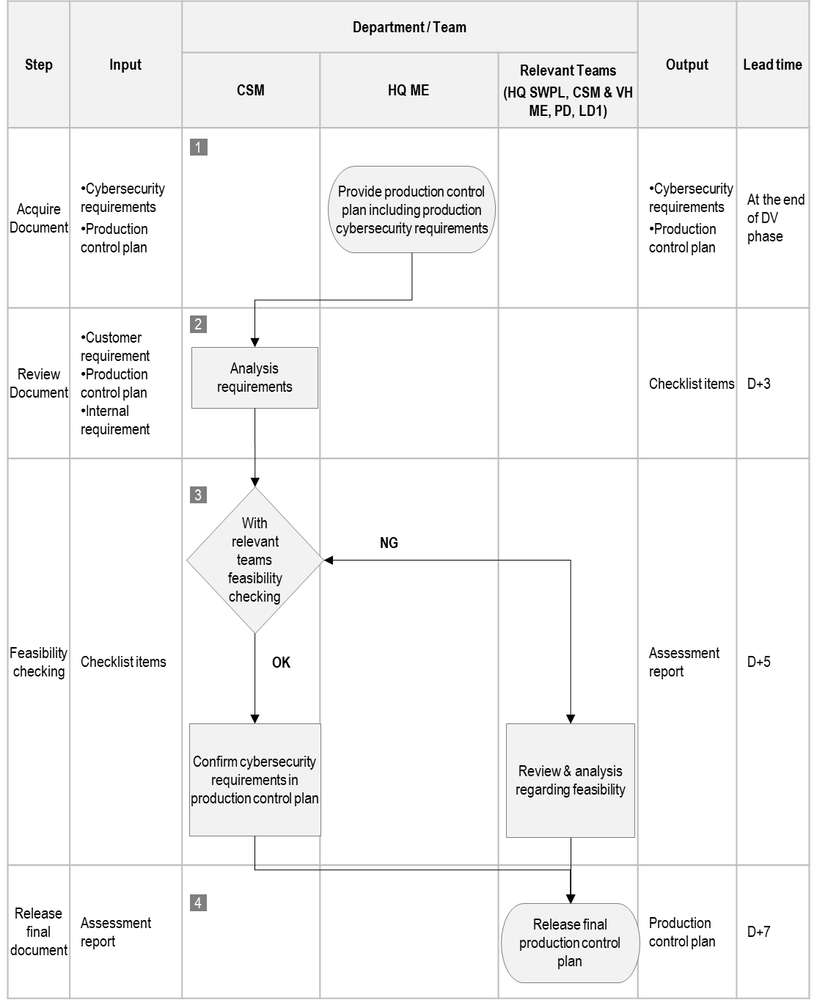 Step
Input
Department / Team
Output
Lead time
CSM
HQ ME
Relevant Teams
(HQ SWPL, CSM & VH
ME, PD, LD1)
Acquire
Document
•Cybersecurity
requirements
•Production
control plan
1
Provide production control
plan including production
cybersecurity requirements
•Cybersecurity
requirements
•Production
control plan
At the end
of DV
phase
Review
Document
•Customer
requirement
•Production
control plan
•Internal
requirement
2
Analysis
requirements
Checklist items
D+3
Feasibility
checking
Checklist items
3
With
relevant
teams
feasibility
checking
NG
OK
Confirm cybersecurity
requirements in
production control plan
Review & analysis
regarding feasibility
Assessment
report
D+5
Release
final
document
Assessment
report
4
Release final
production control
plan
Production
control plan
D+7